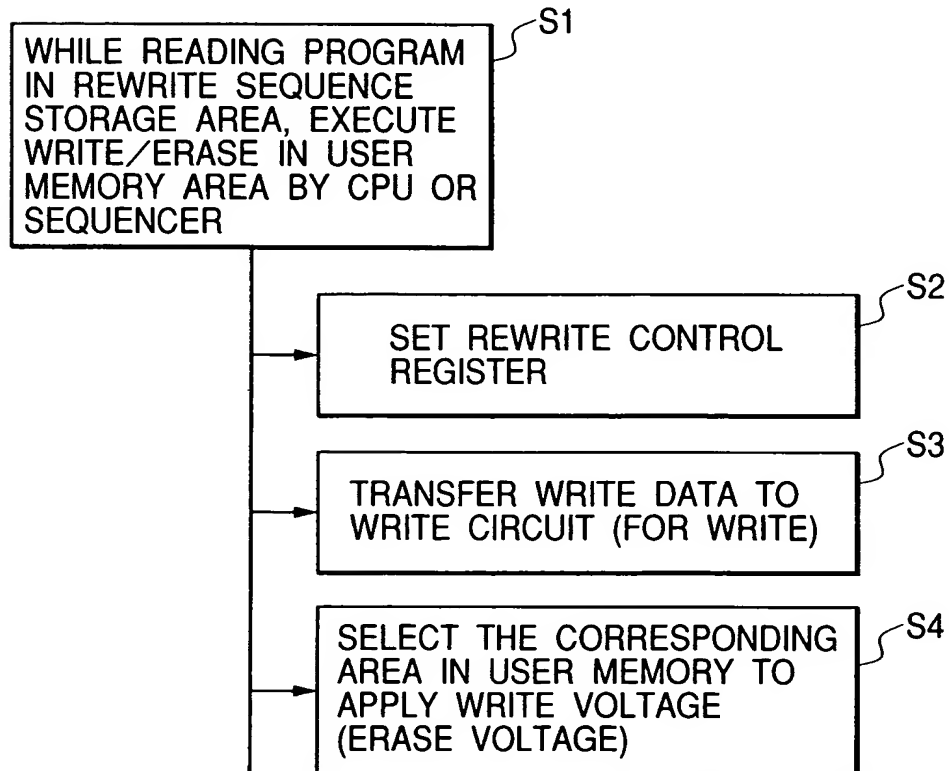 S1
WHILE READING PROGRAM
IN REWRITE SEQUENCE
STORAGE AREA, EXECUTE
WRITE/ERASE IN USER
MEMORY AREA BY CPU OR
SEQUENCER
S2
SET REWRITE CONTROL
REGISTER
S3
TRANSFER WRITE DATA TO
WRITE CIRCUIT (FOR WRITE)
S4
SELECT THE CORRESPONDING
AREA IN USER MEMORY TO
APPLY WRITE VOLTAGE
(ERASE VOLTAGE)